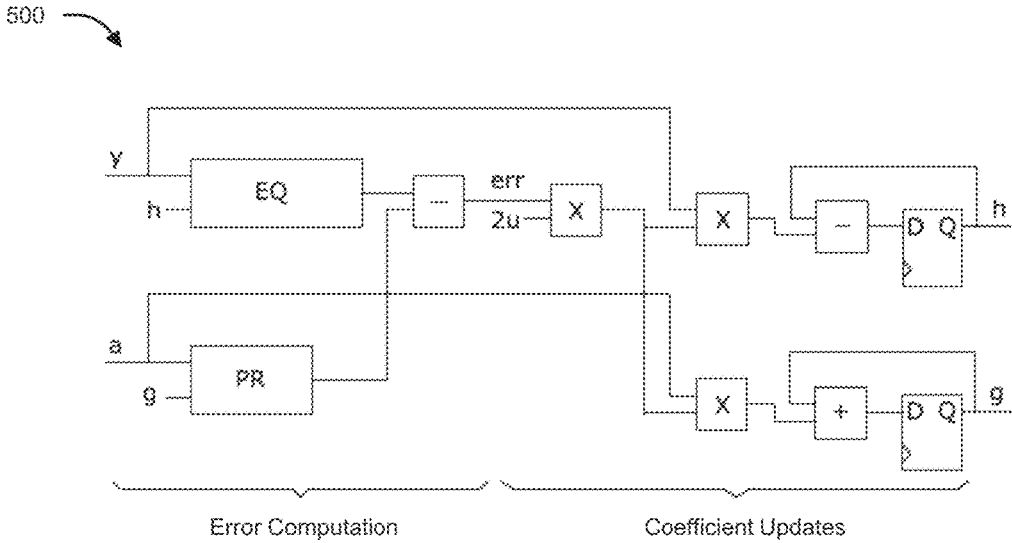 500
y
h
EQ
−
err
2u
X
X
−
D Q
h
a
g
PR
X
+
D Q
g
Error Computation
Coefficient Updates